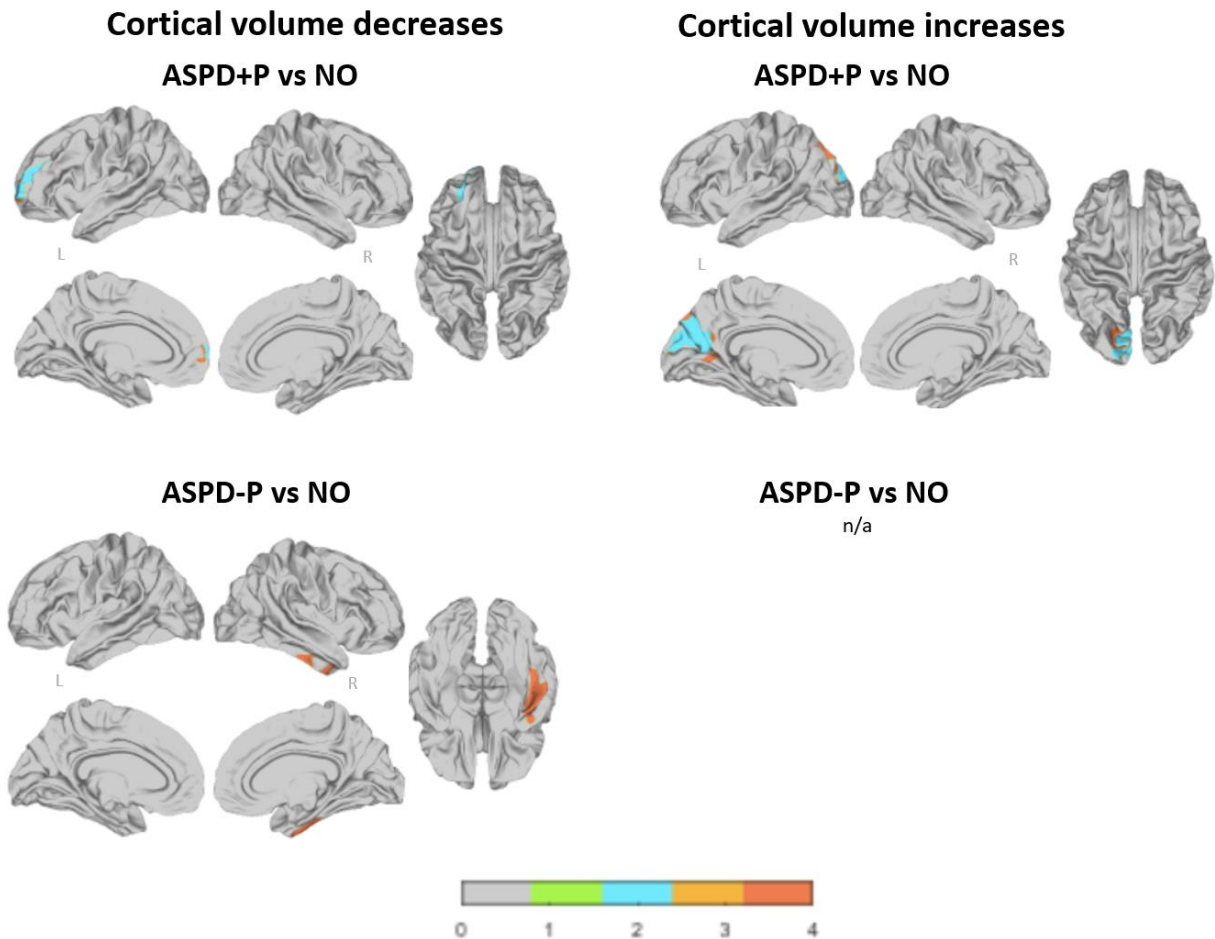 Cortical volume decreases
Cortical volume increases
ASPD+P vs NO
ASPD+P vs NO
L
R
L
R
ASPD-P vs NO
ASPD-P vs NO
n/a
L
R
0 1 2 3 4